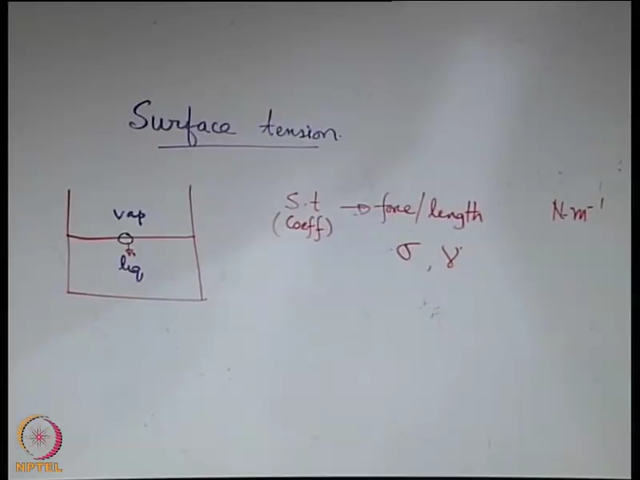 Surface tension.
S.t → force/length N·m⁻¹
(Coeff)
σ, γ
vap
liq
NPTEL